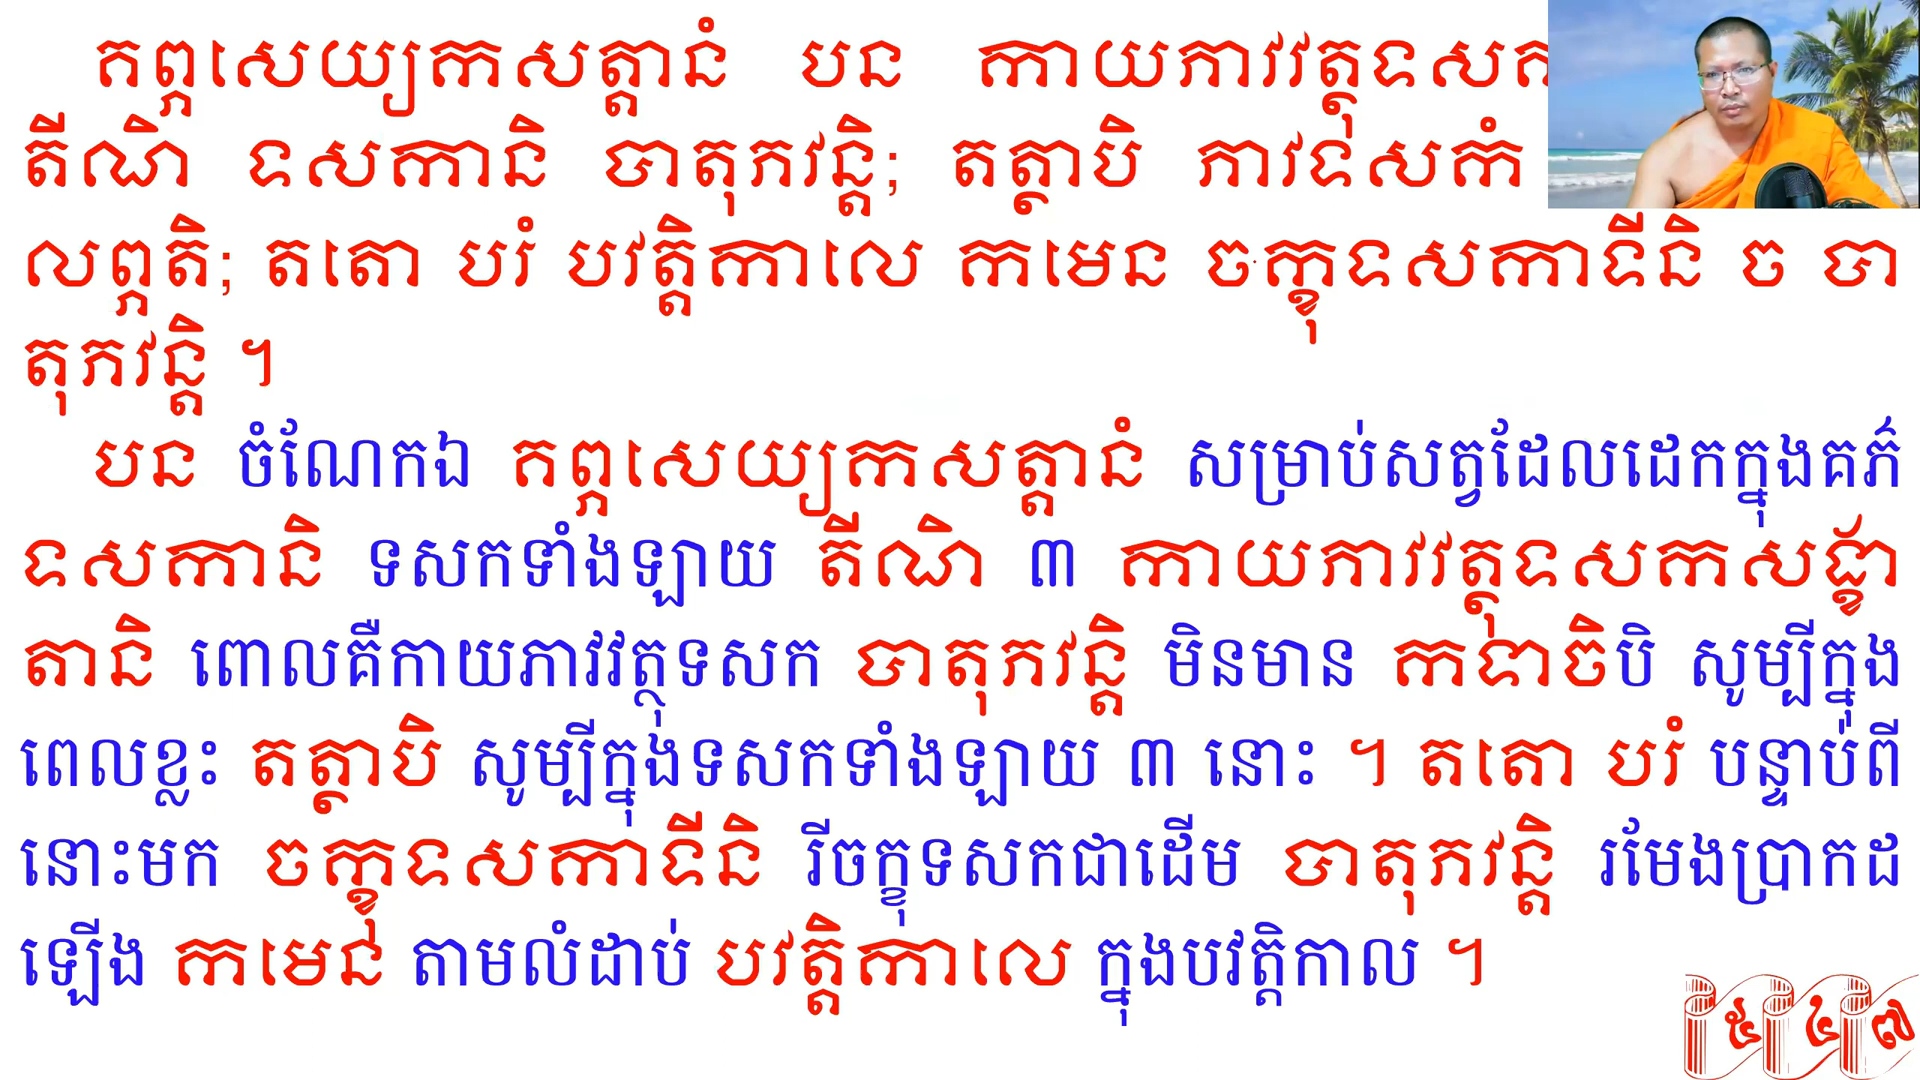 គព្ភសេយ្យកសត្តានំ បន កាយភាវវត្ថុទស
តីណិ ទសកានិ បាតុភវន្តិ; តត្ថាបិ ភាវទសកំ
លព្ភតិ; តតោ បរំ បវត្តិកាលេ កមេន ចក្ខុទសកាទីនិ ច បា
តុភវន្តិ ។
បន ចំណែកឯ គព្ភសេយ្យកសត្តានំ សម្រាប់សត្វដែលដេកក្នុងគភ៌
ទសកានិ ទសកទាំងឡាយ តីណិ ៣ កាយភាវវត្ថុទសកសង្ខា
តានិ ពោលគឺកាយភាវវត្ថុទសក បាតុភវន្តិ មិនមាន កទាចិបិ សូម្បីក្នុង
ពេលខ្លះ តត្ថាបិ សូម្បីក្នុងទសកទាំងឡាយ ៣ នោះ ។ តតោ បរំ បន្ទាប់ពី
នោះមក ចក្ខុទសកាទីនិ រីចក្ខុទសកជាដើម បាតុភវន្តិ រមែងប្រាកដ
ឡើង កមេន តាមលំដាប់ បវត្តិកាលេ ក្នុងបវត្តិកាល ។
៥៤៧